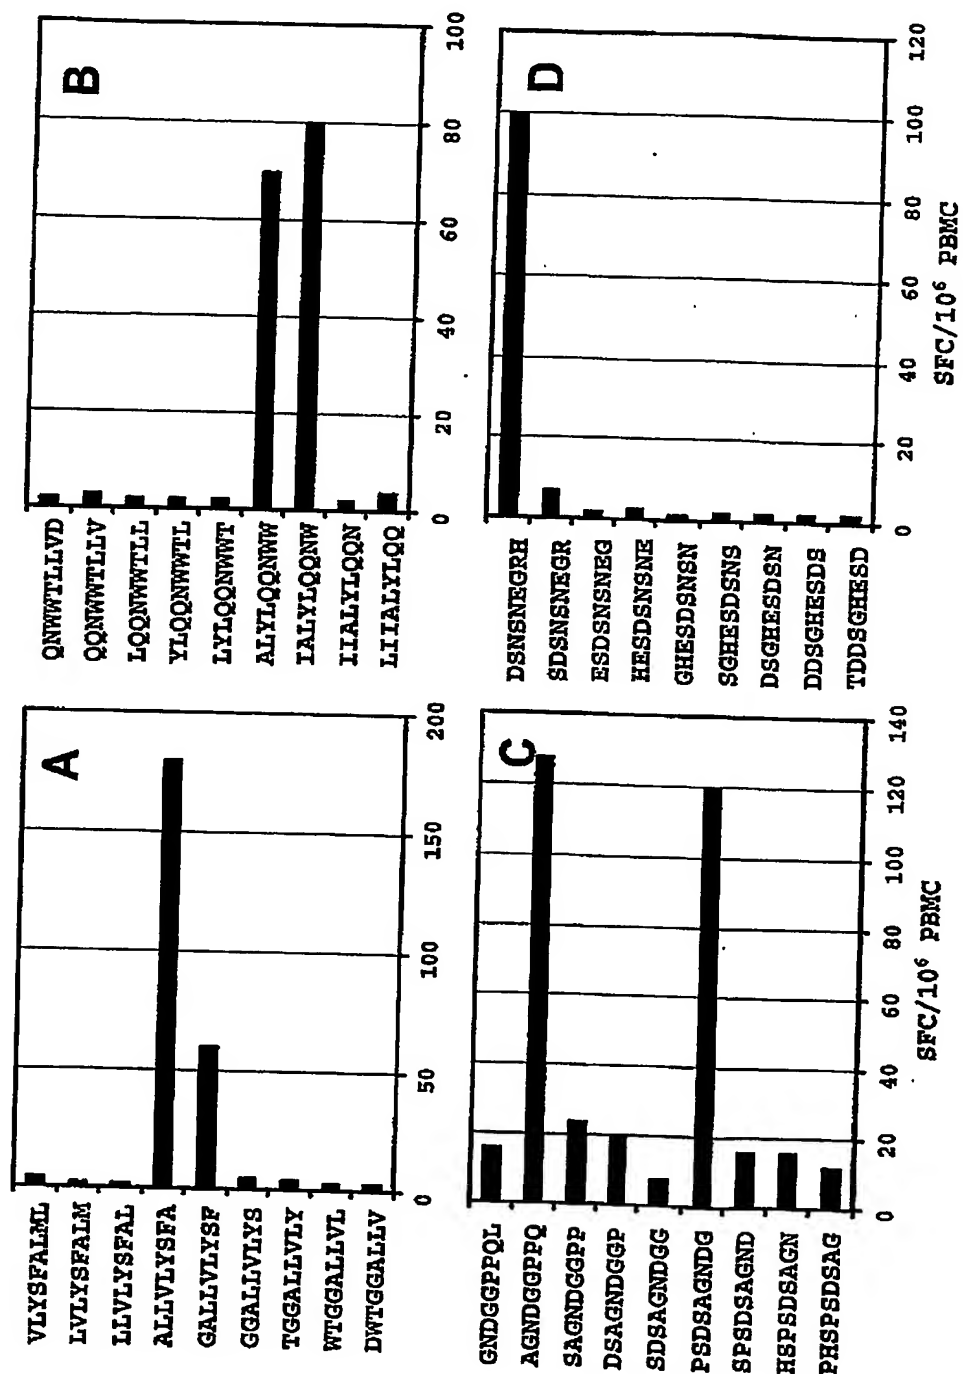 A
VLYSFALML
LVLYSFALM
LLVLYSFAL
ALLVLYSFA
GALLVLYSF
GGALLVLYS
TGGALLVLY
WTGGALLVL
DWTGGALLV
0 50 100 150 200
B
QNWWTLLVD
QQNWWTLLV
LQQNWWTLL
YLQQNWWTL
LYLQQNWWT
ALYLQQNWW
IALYLQQNW
IIALYLQQN
LIIALYLQQ
0 20 40 60 80 100
C
GNDGGPPQL
AGNDGGPPQ
SAGNDGGPP
DSAGNDGGP
SDSAGNDGG
PSDSAGNDG
SPSDSAGND
HSPSDSAGN
PHSPSDSAG
0 20 40 60 80 100 120 140
SFC/10⁶ PBMC
D
DSNSNEGRH
SDSNSNEGR
ESDSNSNEG
HESDSNSNE
GHESDSNSN
SGHESDSNS
DSGHESDSN
DDSGHESDS
TDDSGHESD
0 20 40 60 80 100 120
SFC/10⁶ PBMC